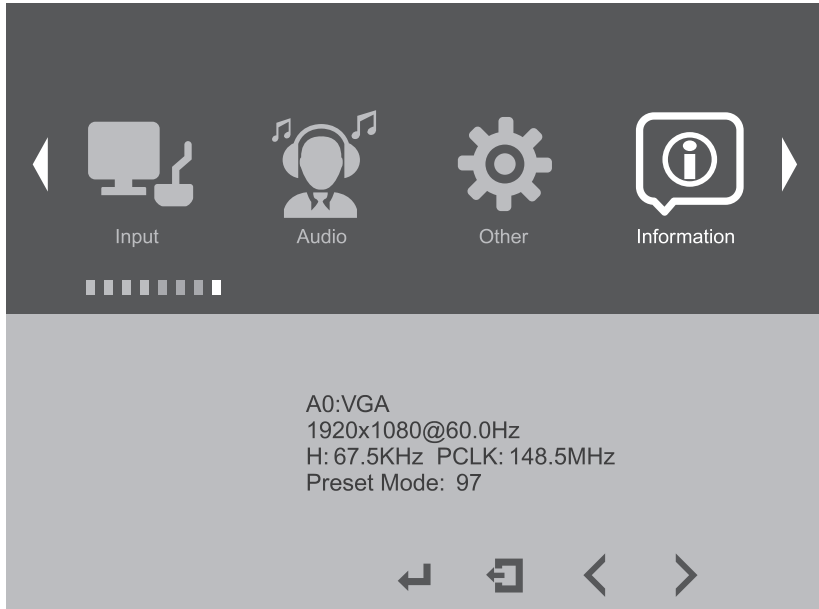 Input
Audio
Other
Information
A0:VGA
1920x1080@60.0Hz
H: 67.5KHz PCLK: 148.5MHz
Preset Mode: 97